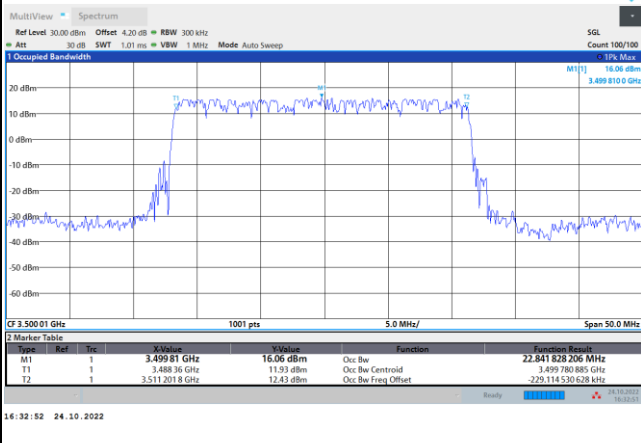 MultiView Spectrum
Ref Level 30.00 dBm Offset 4.20 dB RBW 300 kHz SGL
Att 30 dB SWT 1.01 ms VBW 1 MHz Mode Auto Sweep Count 100/100
1 Occupied Bandwidth 1Pk Max
M1[1] 16.06 dBm
3.499 810 0 GHz
20 dBm
10 dBm
0 dBm
-10 dBm
-20 dBm
-30 dBm
-40 dBm
-50 dBm
-60 dBm
T1
M1
T2
CF 3.500 01 GHz 1001 pts 5.0 MHz/ Span 50.0 MHz
2 Marker Table
Type Ref Trc X-Value Y-Value Function Function Result
M1 1 3.499 81 GHz 16.06 dBm Occ Bw 22.841 828 206 MHz
T1 1 3.488 36 GHz 11.93 dBm Occ Bw Centroid 3.499 780 885 GHz
T2 1 3.511 201 8 GHz 12.43 dBm Occ Bw Freq Offset -229.114 530 628 kHz
Ready 24.10.2022
16:32:51
16:32:52 24.10.2022